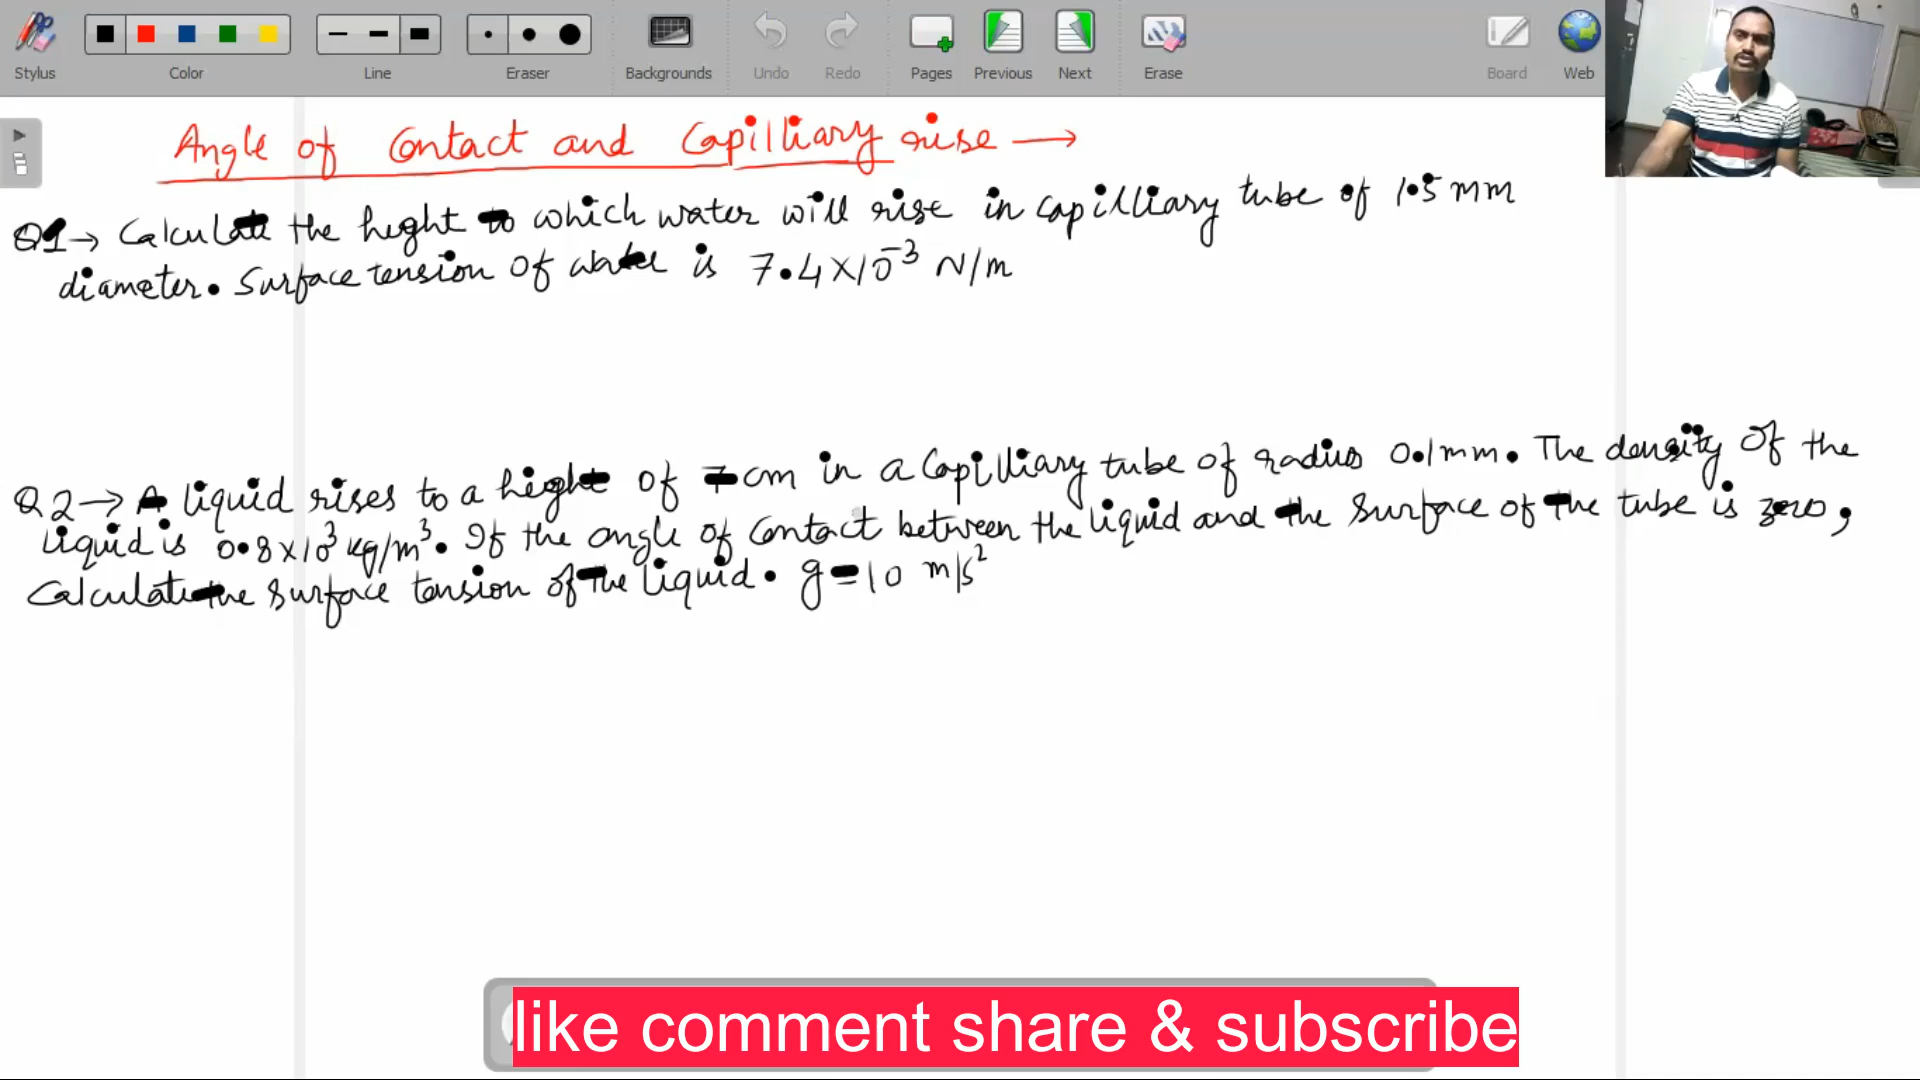 Stylus
Color
Line
Eraser
Backgrounds
Undo
Redo
Pages
Previous
Next
Erase
Board
Web
Angle of Contact and Capilliary rise →
Q1 → Calculate the height to which water will rise in capilliary tube of 1.5 mm
diameter. Surface tension of water is 7.4×10⁻³ N/m
Q2 → A liquid rises to a height of 7 cm in a Capilliary tube of radius 0.1mm. The density of the
liquid is 0.8×10³ kg/m³. If the angle of Contact between the liquid and the surface of the tube is zero,
Calculate the surface tension of the liquid. g = 10 m/s²
like comment share & subscribe